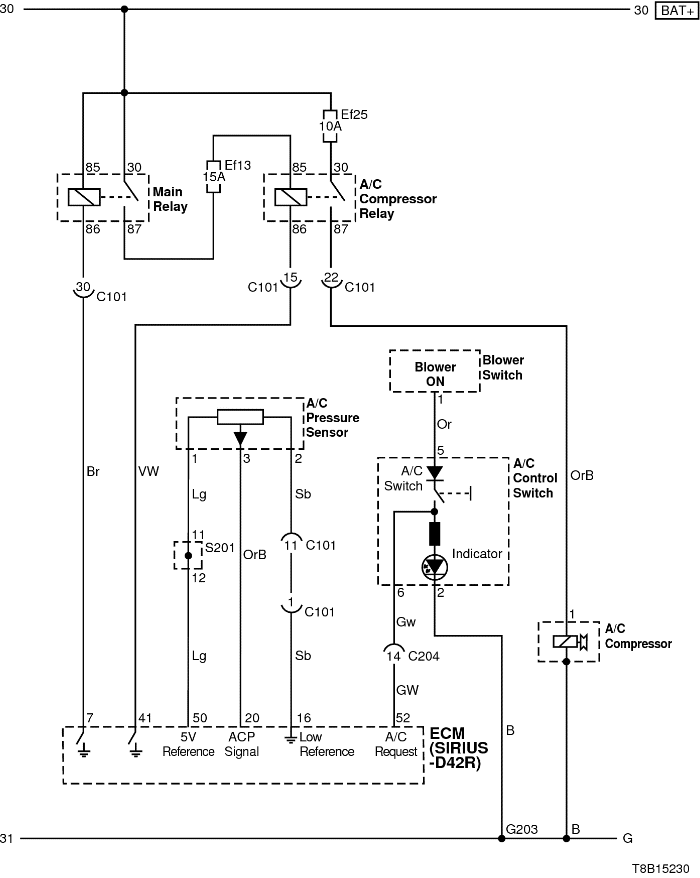 30
30 BAT+
Ef25
10A
Ef13
15A
85 30
85 30
Main
Relay
A/C
Compressor
Relay
86 87
86 87
30 C101
C101 15
22 C101
Blower
ON
Blower
Switch
1
Or
5
A/C
Switch
A/C
Control
Switch
Indicator
6 2
A/C
Pressure
Sensor
1 3 2
Br
VW
Lg
Sb
OrB
11
S201
12
OrB
11 C101
1 C101
Gw
14 C204
Lg
Sb
GW
1
A/C
Compressor
7 41 50 20 16 52
5V
Reference
ACP
Signal
Low
Reference
A/C
Request
ECM
(SIRIUS
-D42R)
B
G203
B
31
G
T8B15230